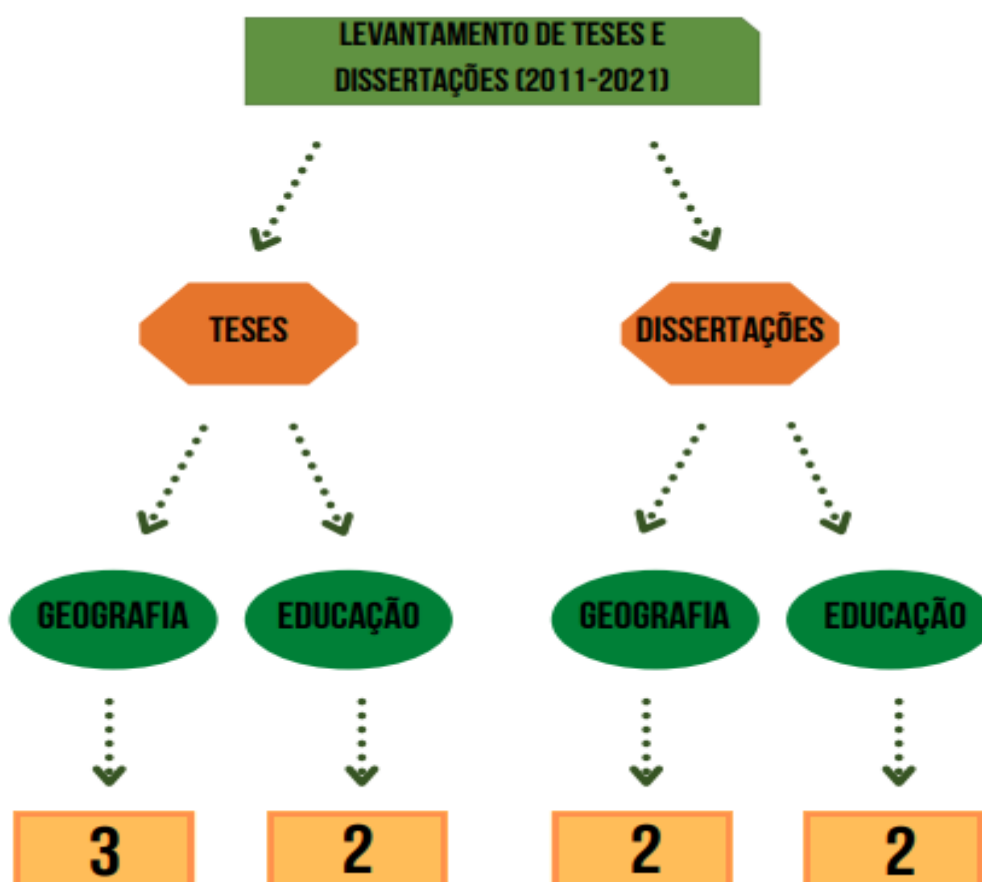 LEVANTAMENTO DE TESES E
DISSERTAÇÕES (2011-2021)
TESES
DISSERTAÇÕES
GEOGRAFIA
EDUCAÇÃO
GEOGRAFIA
EDUCAÇÃO
3
2
2
2